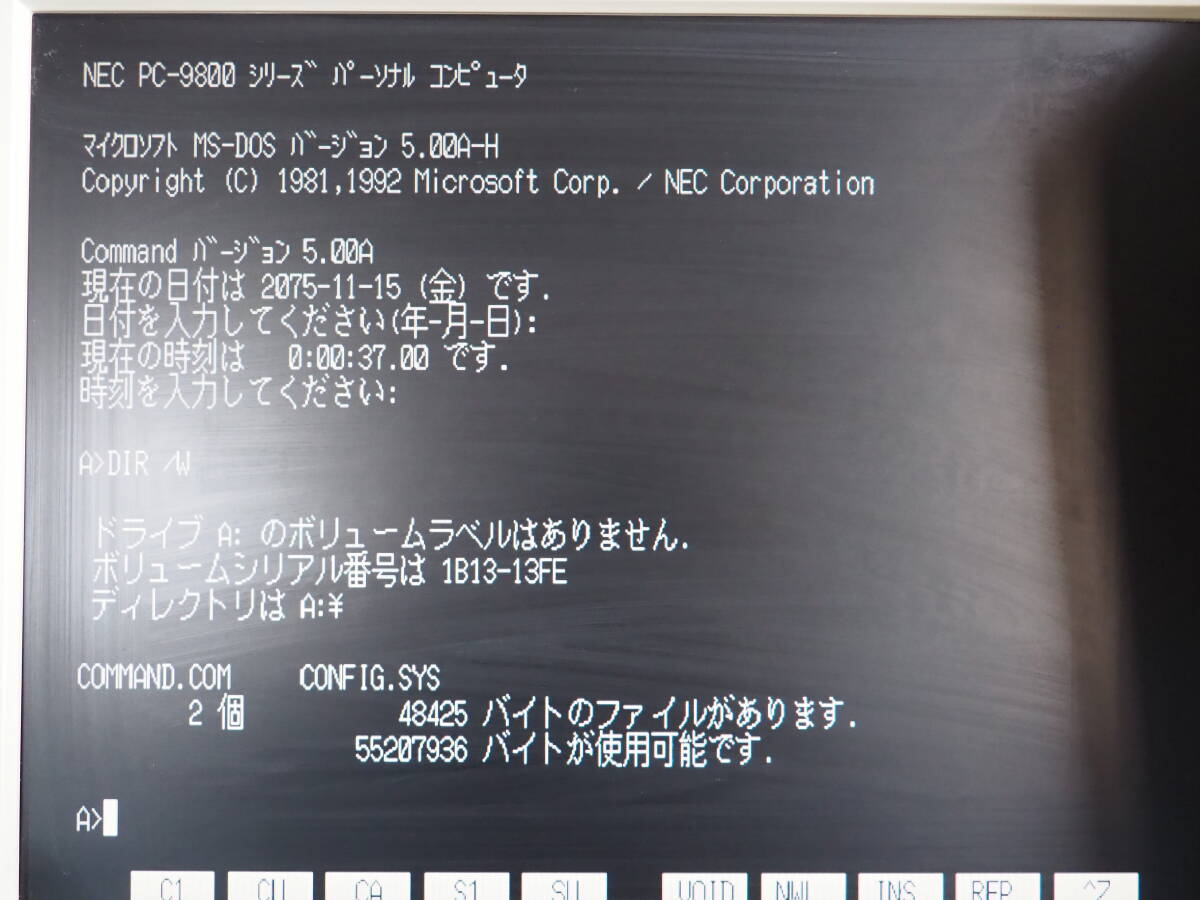 NEC PC-9800 ｼﾘｰｽﾞ ﾊﾟｰｿﾅﾙ ｺﾝﾋﾟｭｰﾀ
ﾏｲｸﾛｿﾌﾄ MS-DOS ﾊﾞｰｼﾞｮﾝ 5.00A-H
Copyright (C) 1981,1992 Microsoft Corp. / NEC Corporation
Command ﾊﾞｰｼﾞｮﾝ 5.00A
現在の日付は 2075-11-15 (金) です.
日付を入力してください(年-月-日):
現在の時刻は 0:00:37.00 です.
時刻を入力してください:
A>DIR /W
ドライブ A: のボリュームラベルはありません.
ボリュームシリアル番号は 1B13-13FE
ディレクトリは A:¥
COMMAND.COM CONFIG.SYS
2 個 48425 バイトのファイルがあります.
55207936 バイトが使用可能です.
A>
C1 CU CA S1 SU VOID NWL INS REP ^Z